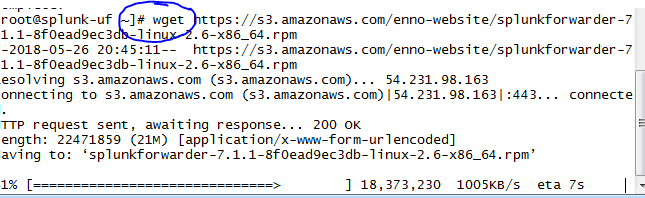 root@splunk-uf ~]# wget https://s3.amazonaws.com/enno-website/splunkforwarder-7
1.1-8f0ead9ec3db-linux-2.6-x86_64.rpm
-2018-05-26 20:45:11-- https://s3.amazonaws.com/enno-website/splunkforwarder-7
1.1-8f0ead9ec3db-linux-2.6-x86_64.rpm
esolving s3.amazonaws.com (s3.amazonaws.com)... 54.231.98.163
onnecting to s3.amazonaws.com (s3.amazonaws.com)|54.231.98.163|:443... connecte
.
TTP request sent, awaiting response... 200 OK
ength: 22471859 (21M) [application/x-www-form-urlencoded]
aving to: ‘splunkforwarder-7.1.1-8f0ead9ec3db-linux-2.6-x86_64.rpm’
1% [==============================> ] 18,373,230 1005KB/s eta 7s